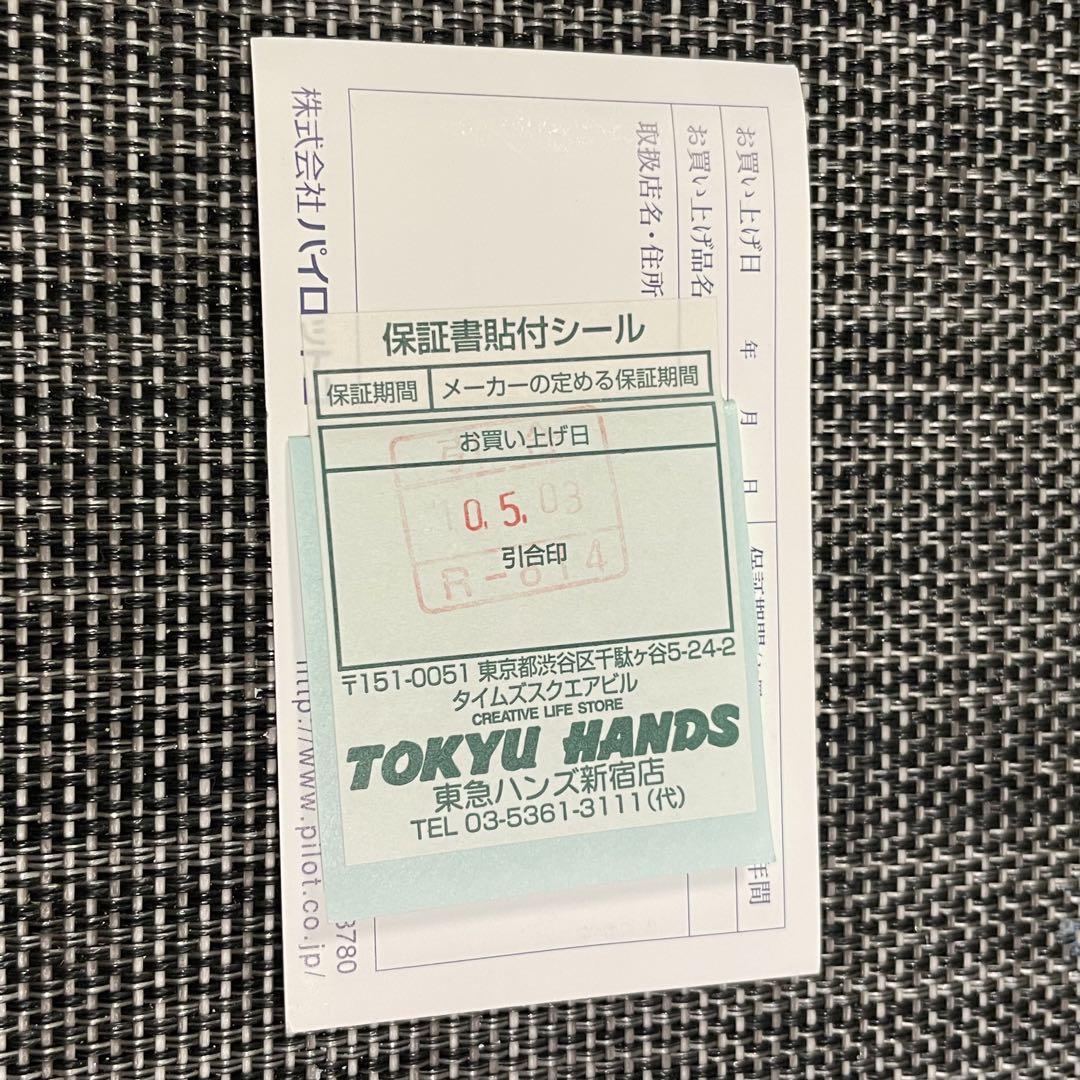 保証書貼付シール
保証期間 メーカーの定める保証期間
お買い上げ日
0. 5. 03
引合印
R-614
〒151-0051 東京都渋谷区千駄ヶ谷5-24-2
タイムズスクエアビル
CREATIVE LIFE STORE
TOKYU HANDS
東急ハンズ新宿店
TEL 03-5361-3111(代)
お買い上げ日 年 月 日
年間
お買い上げ品名
取扱店名・住所
株式会社パイロット
3780
http://www.pilot.co.jp/